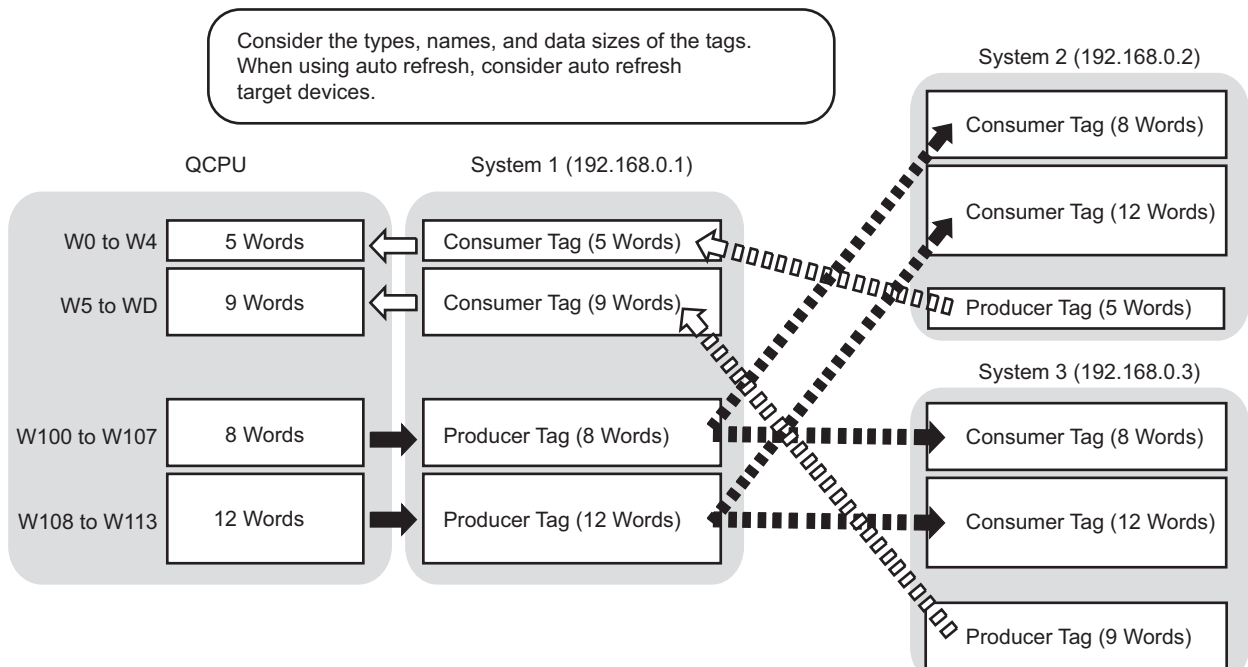 Consider the types, names, and data sizes of the tags.
When using auto refresh, consider auto refresh
target devices.
QCPU
System 1 (192.168.0.1)
W0 to W4
5 Words
Consumer Tag (5 Words)
W5 to WD
9 Words
Consumer Tag (9 Words)
W100 to W107
8 Words
Producer Tag (8 Words)
W108 to W113
12 Words
Producer Tag (12 Words)
System 2 (192.168.0.2)
Consumer Tag (8 Words)
Consumer Tag (12 Words)
Producer Tag (5 Words)
System 3 (192.168.0.3)
Consumer Tag (8 Words)
Consumer Tag (12 Words)
Producer Tag (9 Words)